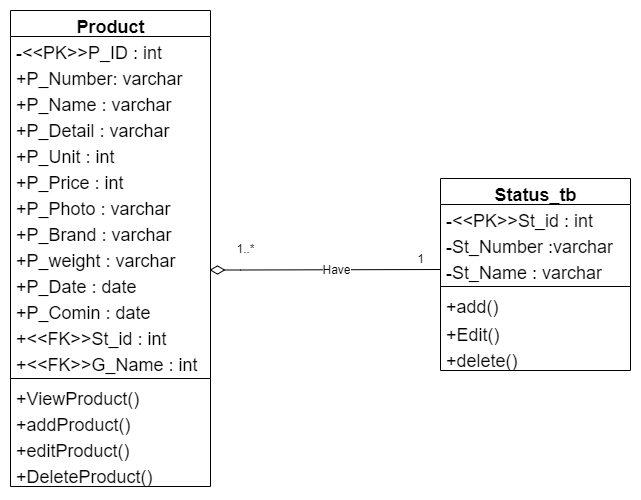 Product
-<<PK>>P_ID : int
+P_Number: varchar
+P_Name : varchar
+P_Detail : varchar
+P_Unit : int
+P_Price : int
+P_Photo : varchar
+P_Brand : varchar
+P_weight : varchar
+P_Date : date
+P_Comin : date
+<<FK>>St_id : int
+<<FK>>G_Name : int
+ViewProduct()
+addProduct()
+editProduct()
+DeleteProduct()
1..*
Have
1
Status_tb
-<<PK>>St_id : int
-St_Number :varchar
-St_Name : varchar
+add()
+Edit()
+delete()